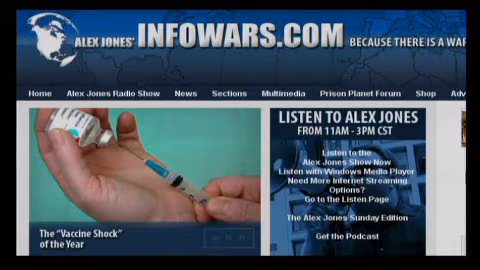 ALEX JONES' INFOWARS.COM BECAUSE THERE IS A WAR
Home Alex Jones Radio Show News Sections Multimedia Prison Planet Forum Shop Adv
LISTEN TO ALEX JONES
FROM 11AM - 3PM CST
Listen to the
Alex Jones Show Now
Listen with Windows Media Player
Need More Internet Streaming
Options?
Go to the Listen Page
The Alex Jones Sunday Edition
Get the Podcast
The "Vaccine Shock"
of the Year